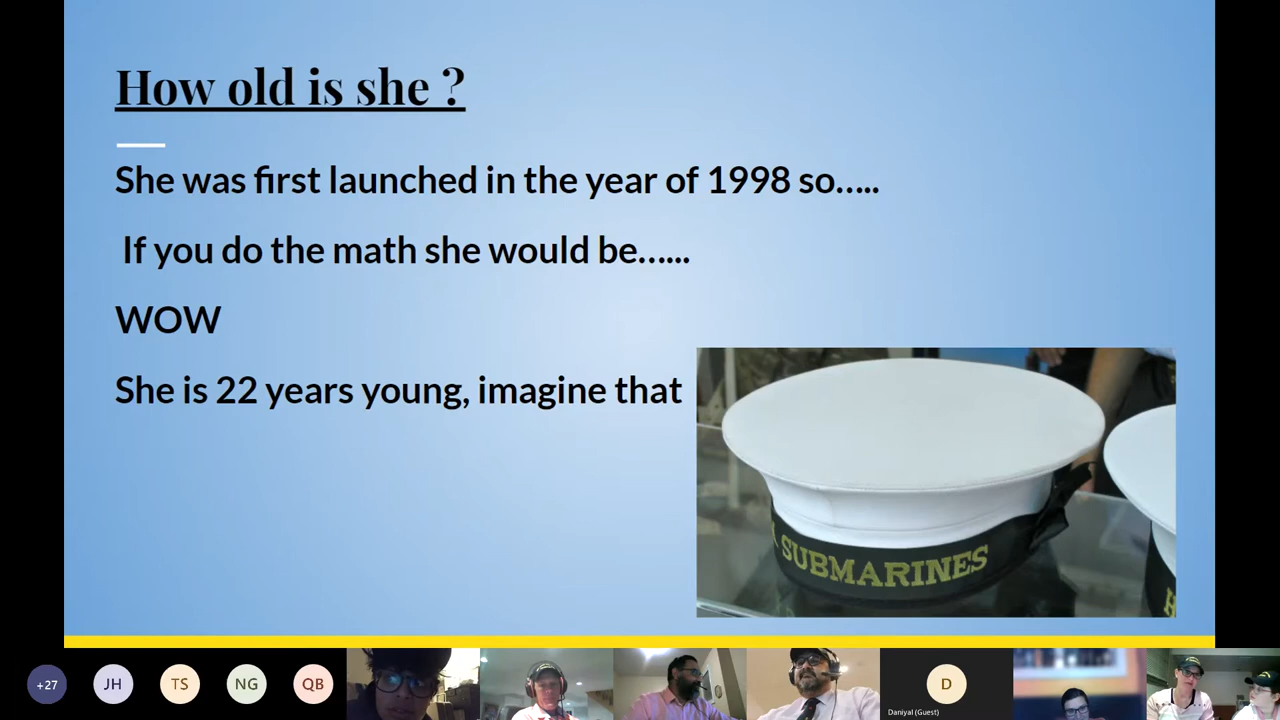 How old is she ?
She was first launched in the year of 1998 so.....
If you do the math she would be......
WOW
She is 22 years young, imagine that
SUBMARINES
+27
JH
TS
NG
QB
D
Daniyal (Guest)